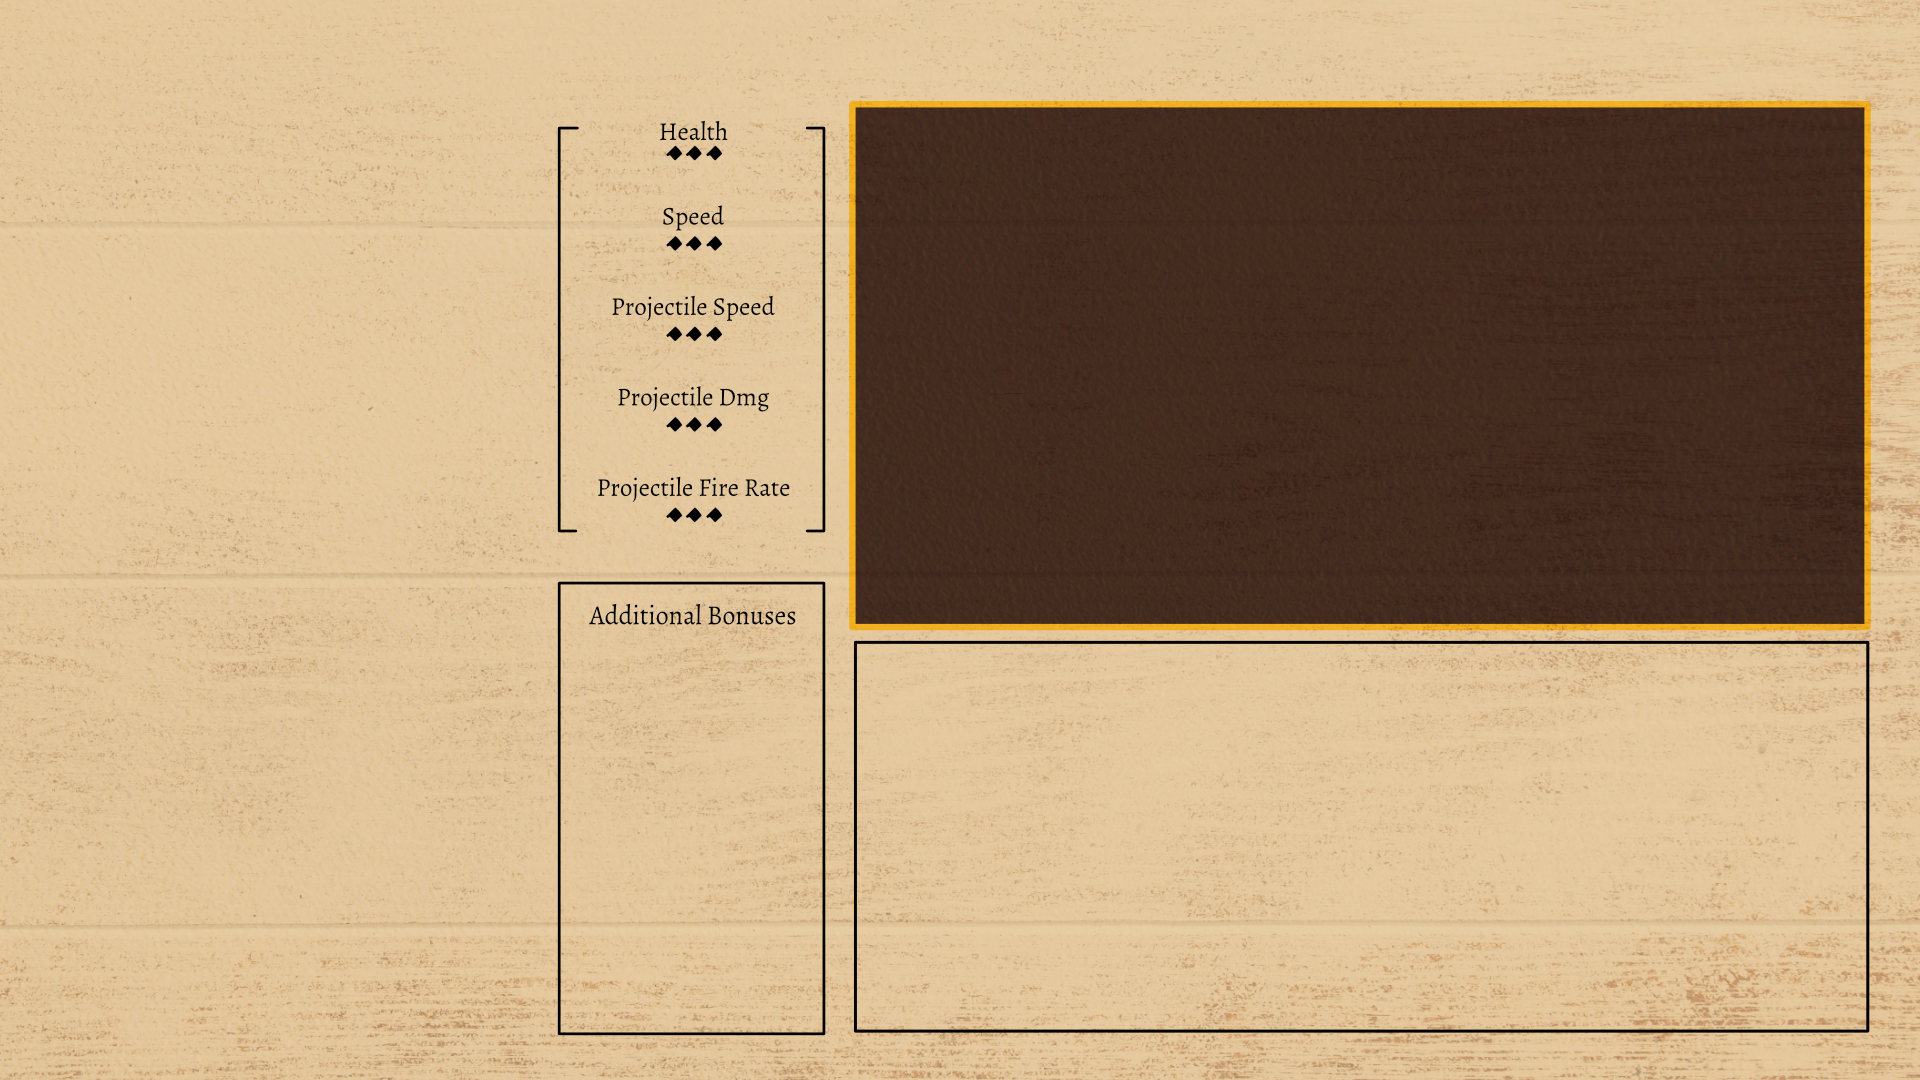 Health
Speed
Projectile Speed
Projectile Dmg
Projectile Fire Rate
Additional Bonuses